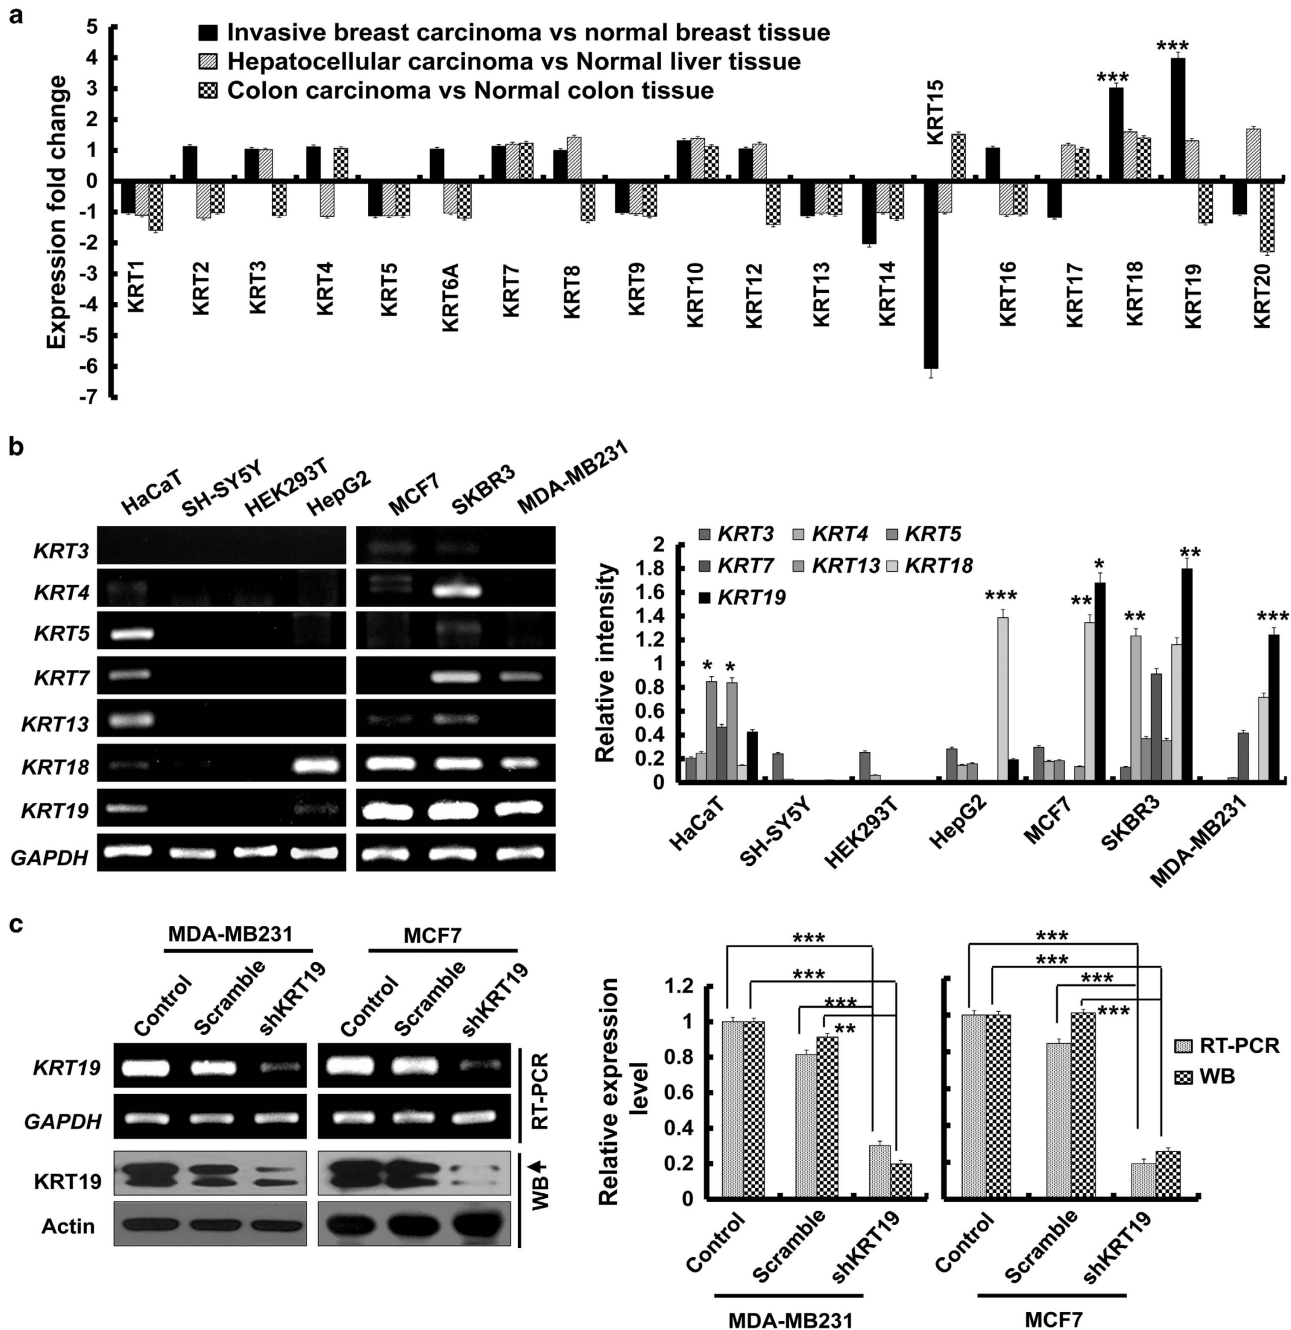 a
Invasive breast carcinoma vs normal breast tissue
Hepatocellular carcinoma vs Normal liver tissue
Colon carcinoma vs Normal colon tissue
Expression fold change
5
4
3
2
1
0
-1
-2
-3
-4
-5
-6
-7
*** ***
KRT1 KRT2 KRT3 KRT4 KRT5 KRT6A KRT7 KRT8 KRT9 KRT10 KRT12 KRT13 KRT14 KRT15 KRT16 KRT17 KRT18 KRT19 KRT20
b
HaCaT SH-SY5Y HEK293T HepG2 MCF7 SKBR3 MDA-MB231
KRT3
KRT4
KRT5
KRT7
KRT13
KRT18
KRT19
GAPDH
KRT3 KRT4 KRT5
KRT7 KRT13 KRT18
KRT19
Relative intensity
2
1.8
1.6
1.4
1.2
1
0.8
0.6
0.4
0.2
0
* * *** ** * ** ** ***
HaCaT SH-SY5Y HEK293T HepG2 MCF7 SKBR3 MDA-MB231
c
MDA-MB231 MCF7
Control Scramble shKRT19 Control Scramble shKRT19
KRT19
GAPDH
RT-PCR
KRT19
Actin
WB
Relative expression
level
1.2
1
0.8
0.6
0.4
0.2
0
***
***
***
**
***
***
***
***
RT-PCR
WB
Control Scramble shKRT19 Control Scramble shKRT19
MDA-MB231 MCF7